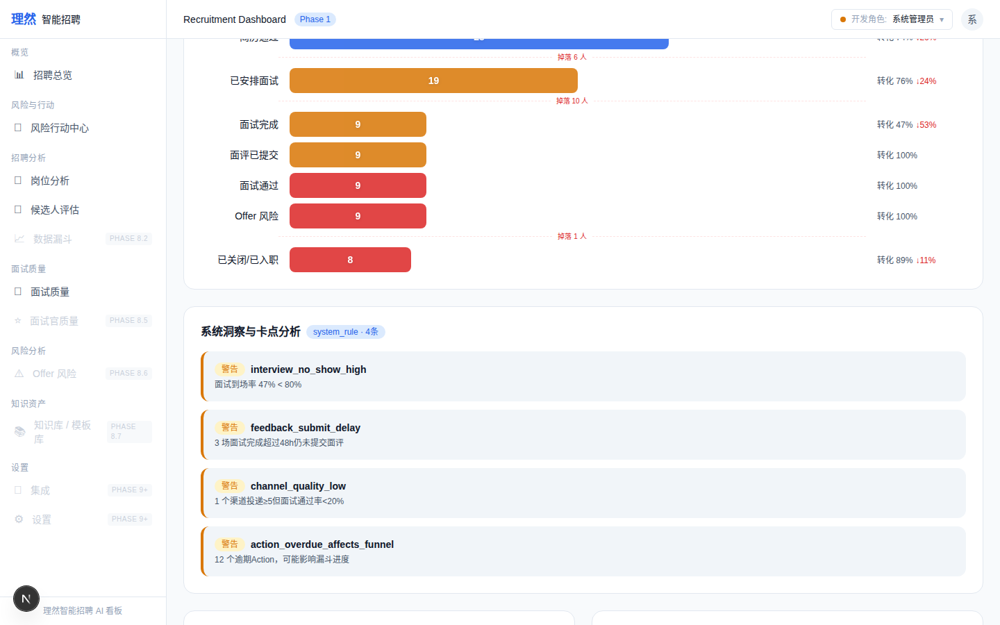 理然 智能招聘
Recruitment Dashboard Phase 1
开发角色: 系统管理员 ▾
系
概览
招聘总览
风险与行动
风险行动中心
招聘分析
岗位分析
候选人评估
数据漏斗 PHASE 8.2
面试质量
面试质量
面试官质量 PHASE 8.5
风险分析
Offer 风险 PHASE 8.6
知识资产
知识库 / 模板
库
PHASE
8.7
设置
集成 PHASE 9+
设置 PHASE 9+
理然智能招聘 AI 看板
掉落 6 人
已安排面试 19 转化 76% ↓24%
掉落 10 人
面试完成 9 转化 47% ↓53%
面评已提交 9 转化 100%
面试通过 9 转化 100%
Offer 风险 9 转化 100%
掉落 1 人
已关闭/已入职 8 转化 89% ↓11%
系统洞察与卡点分析 system_rule · 4条
警告 interview_no_show_high
面试到场率 47% < 80%
警告 feedback_submit_delay
3 场面试完成超过48h仍未提交面评
警告 channel_quality_low
1 个渠道投递≥5但面试通过率<20%
警告 action_overdue_affects_funnel
12 个逾期Action，可能影响漏斗进度